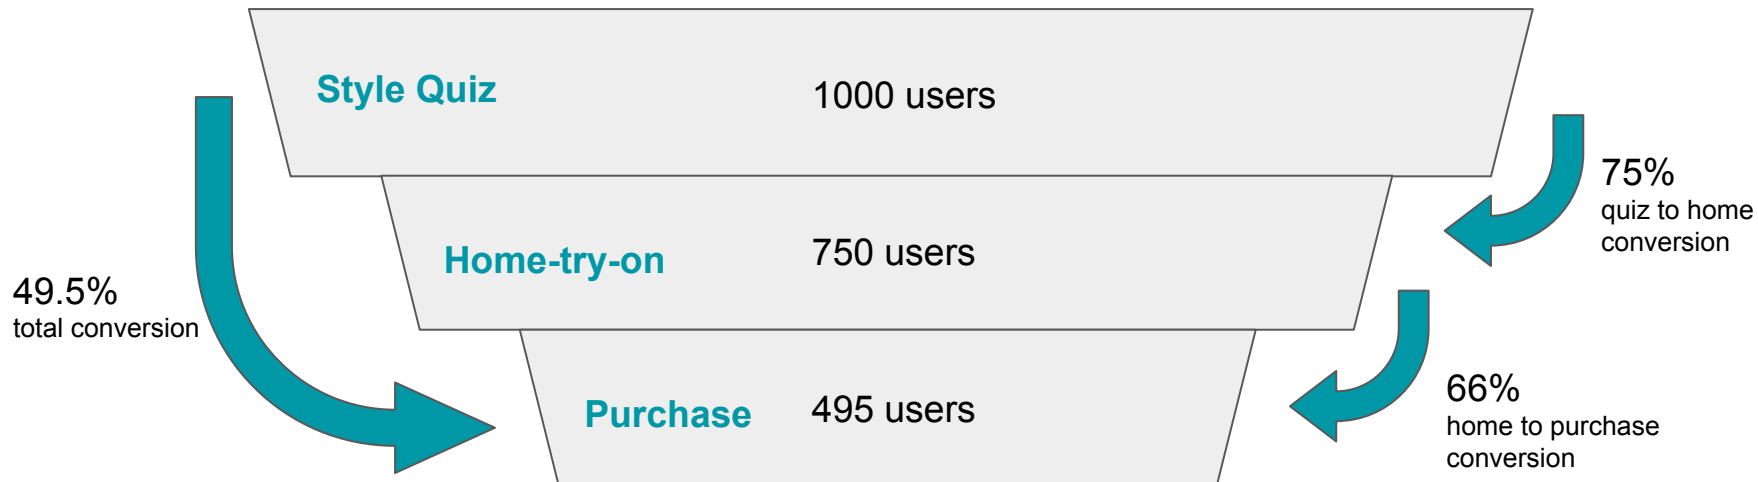 Style Quiz
1000 users
75%
quiz to home
conversion
Home-try-on
750 users
49.5%
total conversion
Purchase
495 users
66%
home to purchase
conversion